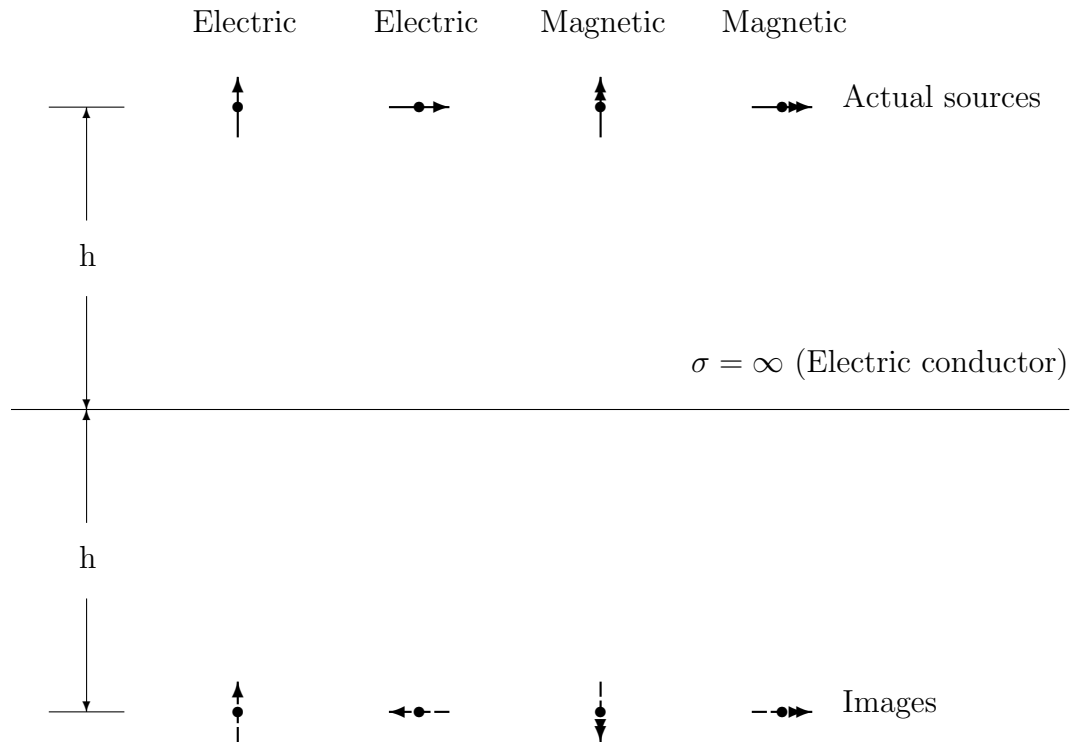 Electric Electric Magnetic Magnetic
Actual sources
h
σ = ∞ (Electric conductor)
h
Images